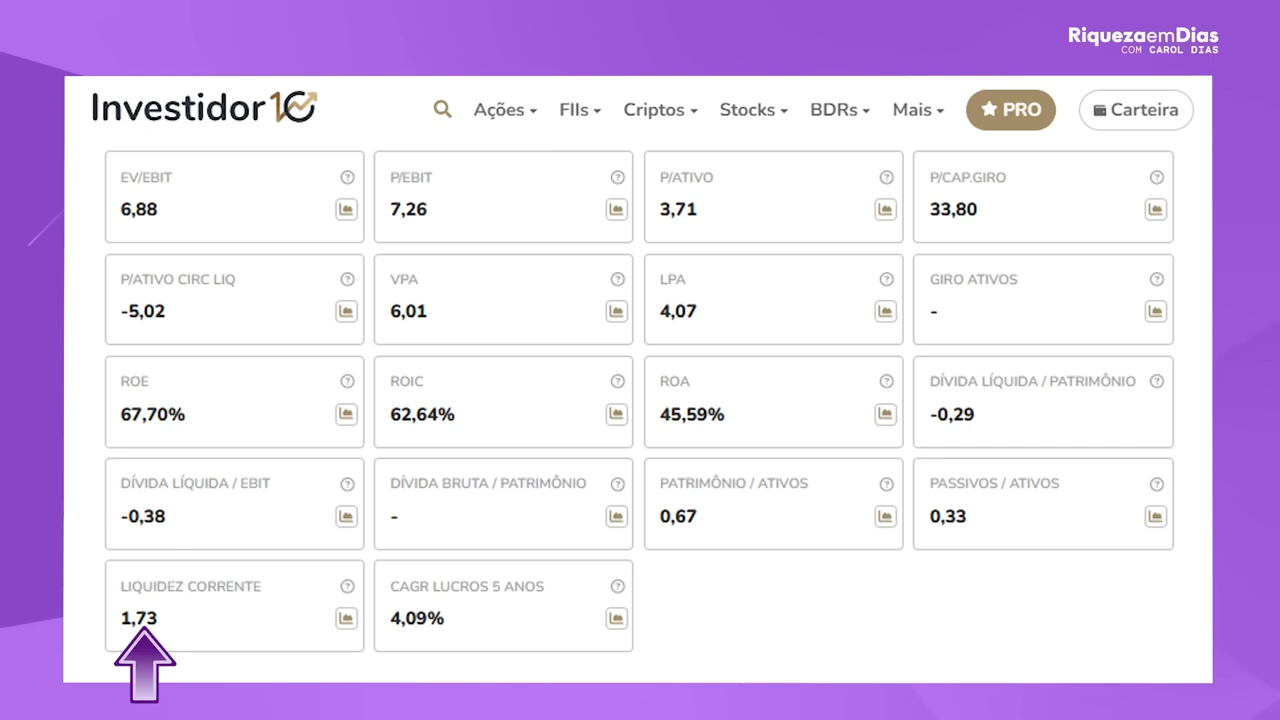 RiquezaemDias
COM CAROL DIAS
Investidor10
Ações
FIIs
Criptos
Stocks
BDRs
Mais
PRO
Carteira
EV/EBIT
6,88
P/EBIT
7,26
P/ATIVO
3,71
P/CAP.GIRO
33,80
P/ATIVO CIRC LIQ
-5,02
VPA
6,01
LPA
4,07
GIRO ATIVOS
-
ROE
67,70%
ROIC
62,64%
ROA
45,59%
DÍVIDA LÍQUIDA / PATRIMÔNIO
-0,29
DÍVIDA LÍQUIDA / EBIT
-0,38
DÍVIDA BRUTA / PATRIMÔNIO
-
PATRIMÔNIO / ATIVOS
0,67
PASSIVOS / ATIVOS
0,33
LIQUIDEZ CORRENTE
1,73
CAGR LUCROS 5 ANOS
4,09%